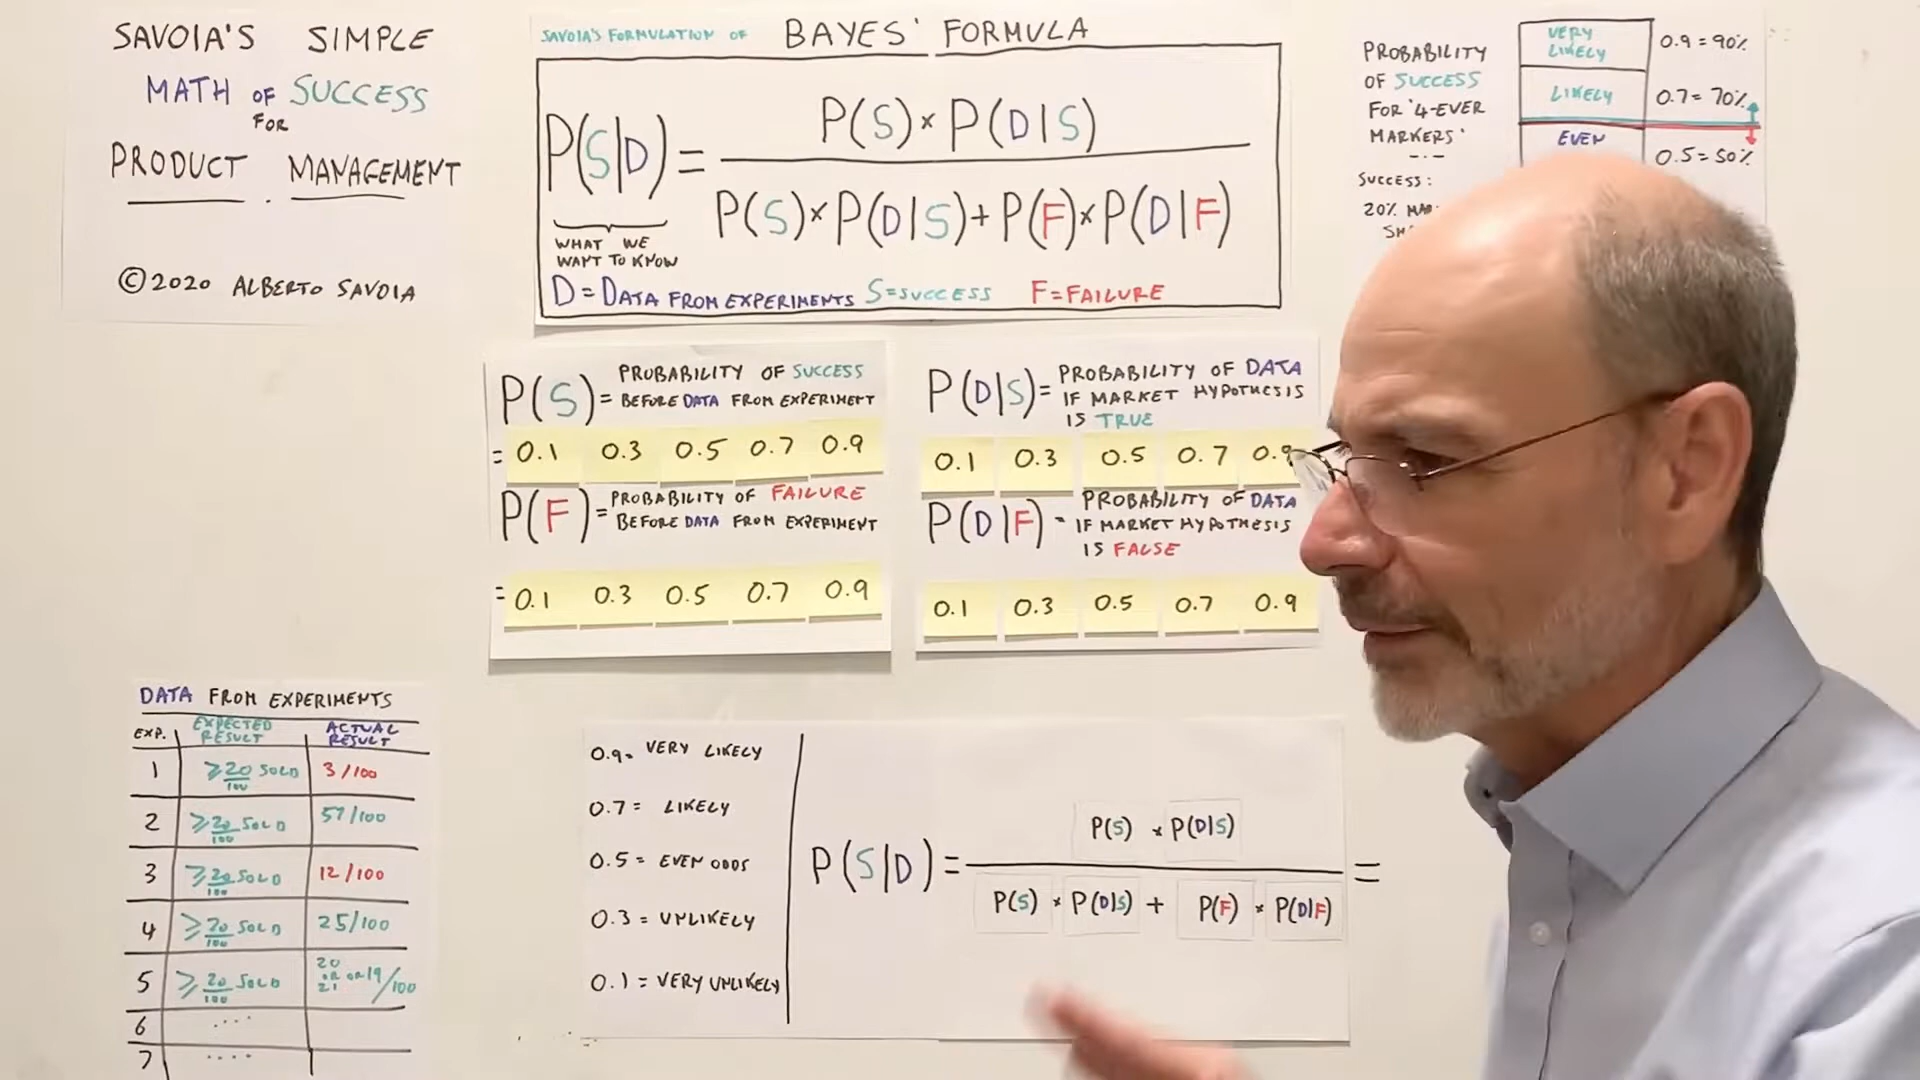 SAVOIA'S SIMPLE
MATH OF SUCCESS
FOR
PRODUCT MANAGEMENT
©2020 ALBERTO SAVOIA
SAVOIA'S FORMULATION OF BAYES' FORMULA
P(S|D) = P(S) × P(D|S)
P(S) × P(D|S) + P(F) × P(D|F)
WHAT WE
WANT TO KNOW
D = DATA FROM EXPERIMENTS S = SUCCESS F = FAILURE
PROBABILITY
OF SUCCESS
FOR '4-EVER
MARKERS'
SUCCESS:
20%
VERY
LIKELY
0.9 = 90%
LIKELY
0.7 = 70%
EVEN
0.5 = 50%
P(S) = PROBABILITY OF SUCCESS
BEFORE DATA FROM EXPERIMENT
= 0.1 0.3 0.5 0.7 0.9
P(F) = PROBABILITY OF FAILURE
BEFORE DATA FROM EXPERIMENT
= 0.1 0.3 0.5 0.7 0.9
P(D|S) = PROBABILITY OF DATA
IF MARKET HYPOTHESIS
IS TRUE
0.1 0.3 0.5 0.7 0.9
P(D|F) - PROBABILITY OF DATA
IF MARKET HYPOTHESIS
IS FALSE
0.1 0.3 0.5 0.7 0.9
DATA FROM EXPERIMENTS
EXP. EXPECTED RESULT ACTUAL RESULT
1 ≥ 20/100 SOLD 3/100
2 ≥ 20/100 SOLD 57/100
3 ≥ 20/100 SOLD 12/100
4 ≥ 20/100 SOLD 25/100
5 ≥ 20/100 SOLD 20 OR 21 OR 19/100
6 ....
7 ....
0.9 = VERY LIKELY
0.7 = LIKELY
0.5 = EVEN ODDS
0.3 = UNLIKELY
0.1 = VERY UNLIKELY
P(S|D) = P(S) × P(D|S)
P(S) × P(D|S) + P(F) × P(D|F) =